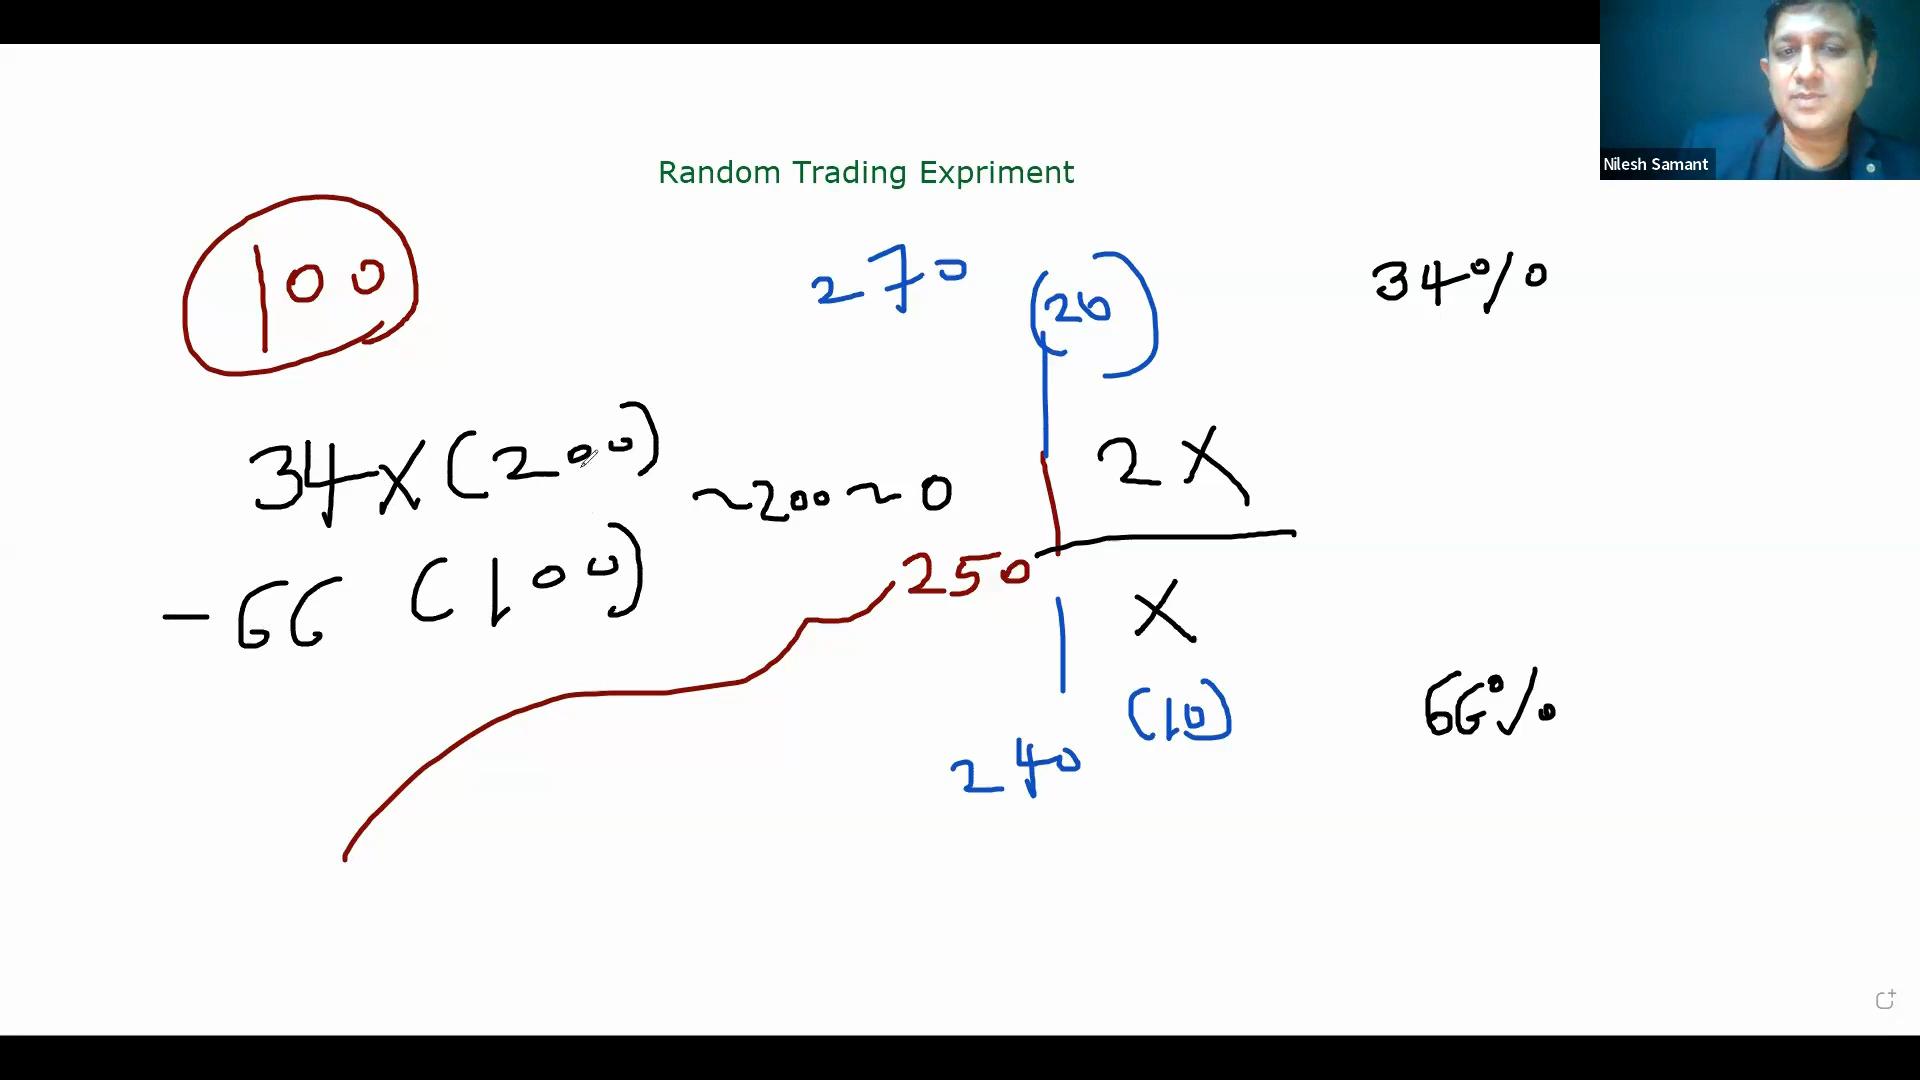 Nilesh Samant
Random Trading Expriment
100
270
(20)
34%
34x (200)
~200 ~ 0
2x
-66 (100)
250
x
(10)
66%
240